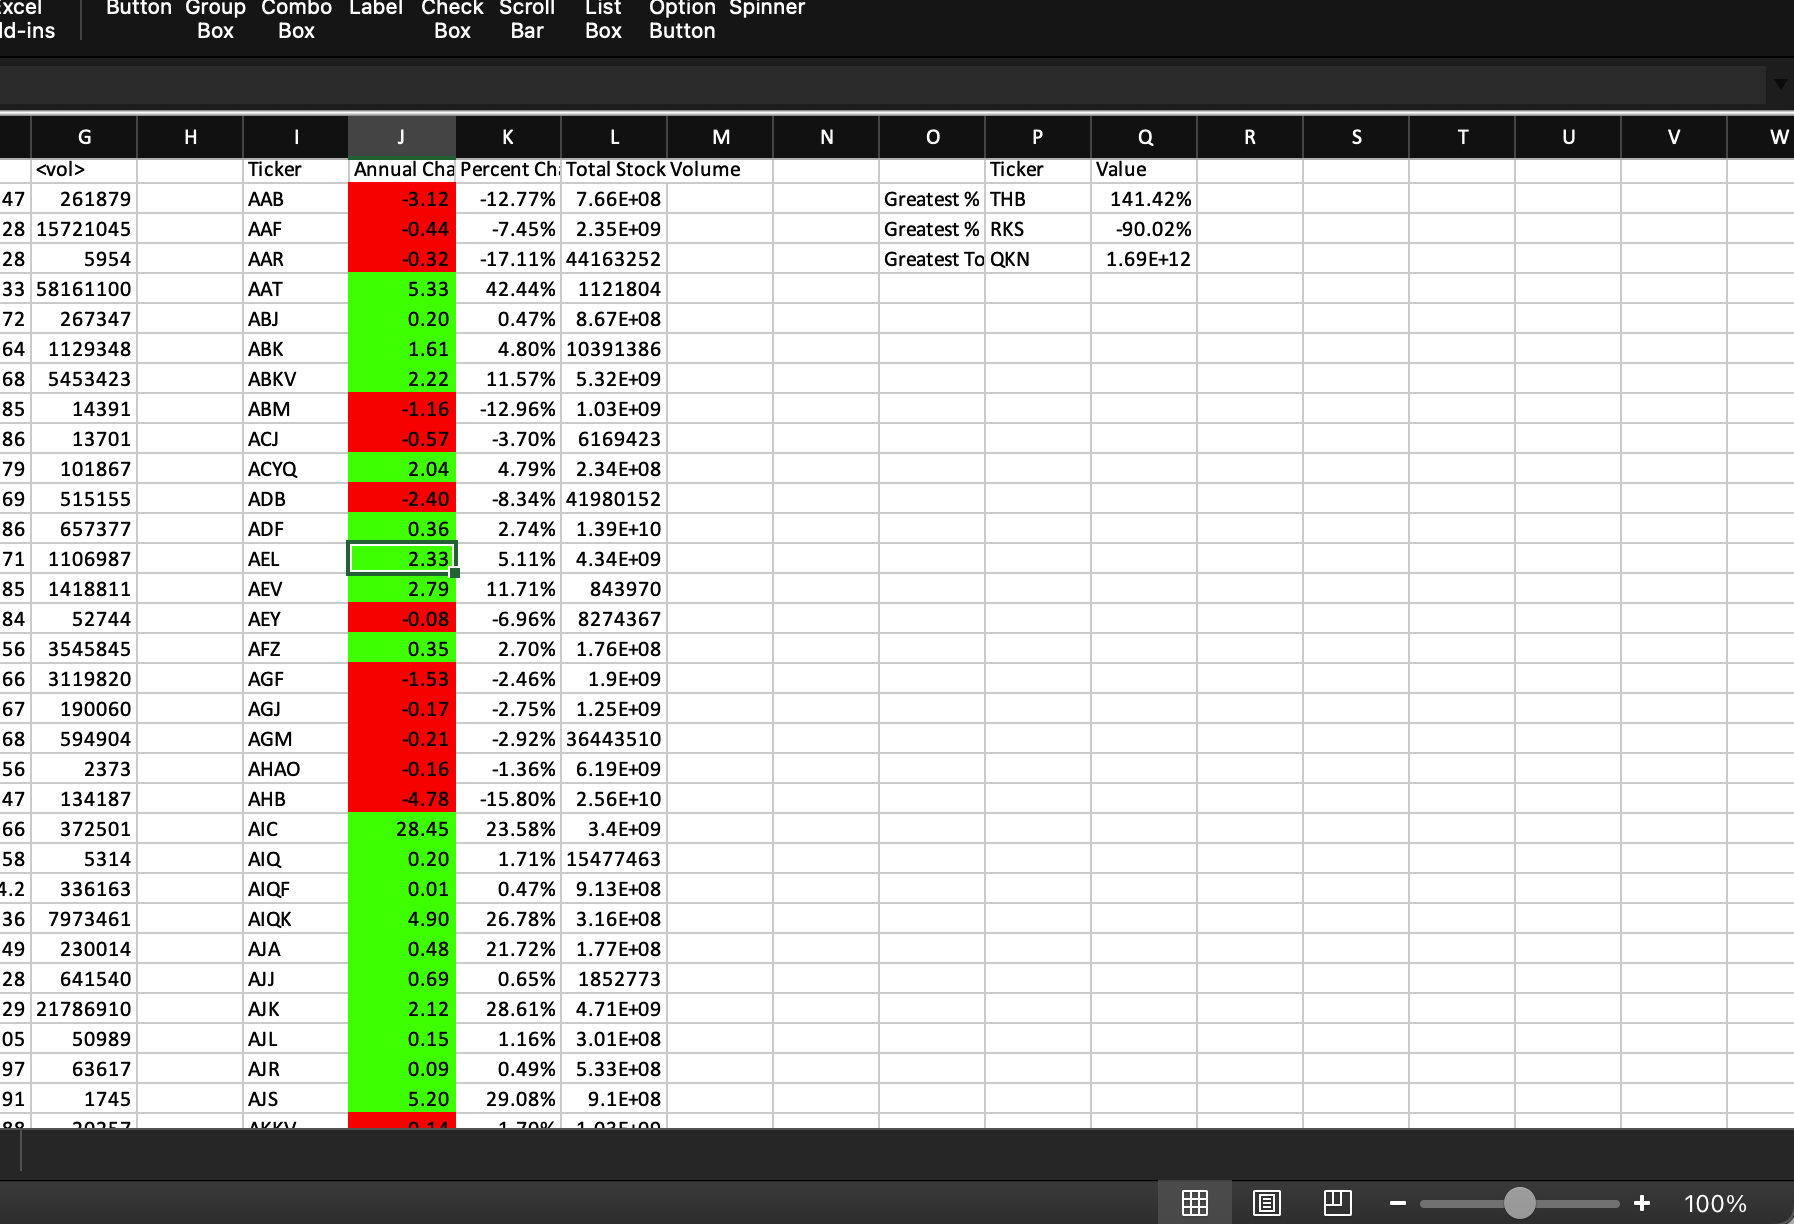 Excel Button Group Combo Label Check Scroll List Option Spinner
Add-ins Box Box Box Bar Box Button
G H I J K L M N O P Q R S T U V W
<vol> Ticker Annual Cha Percent Ch Total Stock Volume Ticker Value
47 261879 AAB -3.12 -12.77% 7.66E+08 Greatest % THB 141.42%
28 15721045 AAF -0.44 -7.45% 2.35E+09 Greatest % RKS -90.02%
28 5954 AAR -0.32 -17.11% 44163252 Greatest To QKN 1.69E+12
33 58161100 AAT 5.33 42.44% 1121804
72 267347 ABJ 0.20 0.47% 8.67E+08
64 1129348 ABK 1.61 4.80% 10391386
68 5453423 ABKV 2.22 11.57% 5.32E+09
85 14391 ABM -1.16 -12.96% 1.03E+09
86 13701 ACJ -0.57 -3.70% 6169423
79 101867 ACYQ 2.04 4.79% 2.34E+08
69 515155 ADB -2.40 -8.34% 41980152
86 657377 ADF 0.36 2.74% 1.39E+10
71 1106987 AEL 2.33 5.11% 4.34E+09
85 1418811 AEV 2.79 11.71% 843970
84 52744 AEY -0.08 -6.96% 8274367
56 3545845 AFZ 0.35 2.70% 1.76E+08
66 3119820 AGF -1.53 -2.46% 1.9E+09
67 190060 AGJ -0.17 -2.75% 1.25E+09
68 594904 AGM -0.21 -2.92% 36443510
56 2373 AHAO -0.16 -1.36% 6.19E+09
47 134187 AHB -4.78 -15.80% 2.56E+10
66 372501 AIC 28.45 23.58% 3.4E+09
58 5314 AIQ 0.20 1.71% 15477463
4.2 336163 AIQF 0.01 0.47% 9.13E+08
36 7973461 AIQK 4.90 26.78% 3.16E+08
49 230014 AJA 0.48 21.72% 1.77E+08
28 641540 AJJ 0.69 0.65% 1852773
29 21786910 AJK 2.12 28.61% 4.71E+09
05 50989 AJL 0.15 1.16% 3.01E+08
97 63617 AJR 0.09 0.49% 5.33E+08
91 1745 AJS 5.20 29.08% 9.1E+08
100%